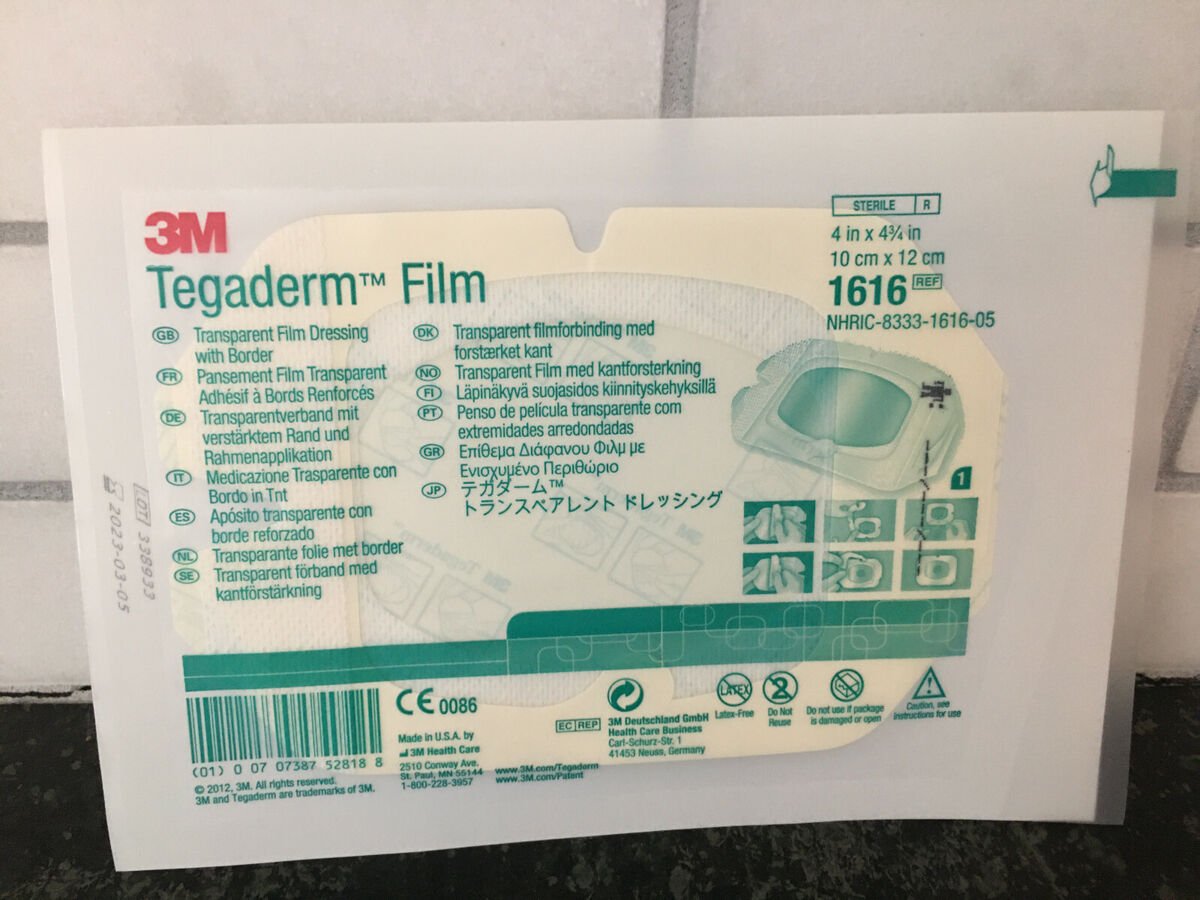 3M
Tegaderm™ Film
GB Transparent Film Dressing
with Border
FR Pansement Film Transparent
Adhésif à Bords Renforcés
DE Transparentverband mit
verstärktem Rand und
Rahmenapplikation
IT Medicazione Trasparente con
Bordo in Tnt
ES Apósito transparente con
borde reforzado
NL Transparante folie met border
SE Transparent förband med
kantförstärkning
DK Transparent filmforbinding med
forstærket kant
NO Transparent Film med kantforsterkning
FI Läpinäkyvä suojasidos kiinnityskehyksillä
PT Penso de película transparente com
extremidades arredondadas
GR Επίθεμα Διάφανου Φιλμ με
Ενισχυμένο Περιθώριο
JP テガダーム™
トランスペアレント ドレッシング
STERILE R
4 in x 4¾ in
10 cm x 12 cm
1616 REF
NHRIC-8333-1616-05
1
LOT 338933
2023-03-05
(01) 0 07 07387 52818 8
© 2012, 3M. All rights reserved.
3M and Tegaderm are trademarks of 3M.
CE 0086
Made in U.S.A. by
3M Health Care
2510 Conway Ave.
St. Paul, MN 55144
1-800-228-3957
www.3M.com/Tegaderm
www.3M.com/Patent
EC REP
3M Deutschland GmbH
Health Care Business
Carl-Schurz-Str. 1
41453 Neuss, Germany
LATEX
Latex-Free
2
Do Not
Reuse
Do not use if package
is damaged or open
Caution, see
instructions for use
3M Tegaderm™